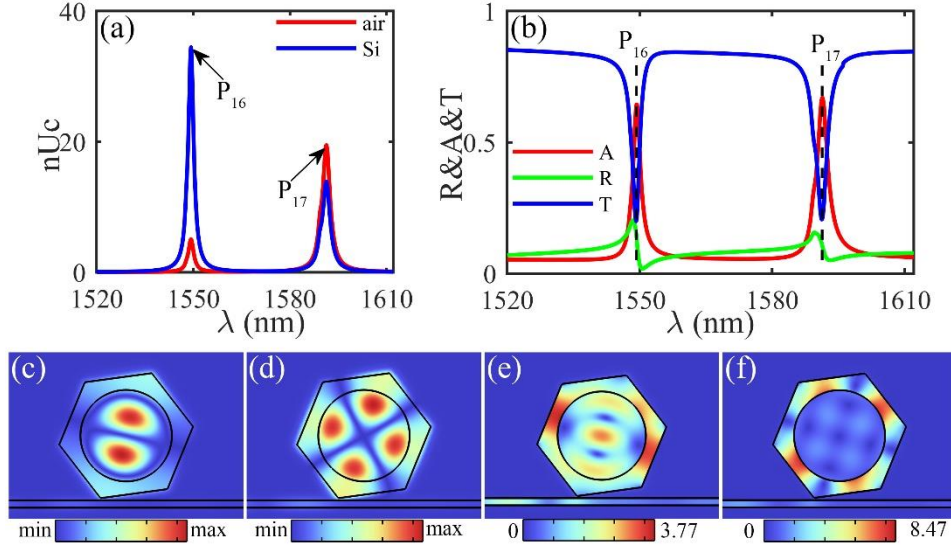 (a)
air
Si
P16
P17
nUc
40
20
0
1520
1550
1580
1610
λ (nm)
(b)
P16
P17
A
R
T
R&A&T
1
0.5
0
1520
1550
1580
1610
λ (nm)
(c)
min
max
(d)
min
max
(e)
0
3.77
(f)
0
8.47